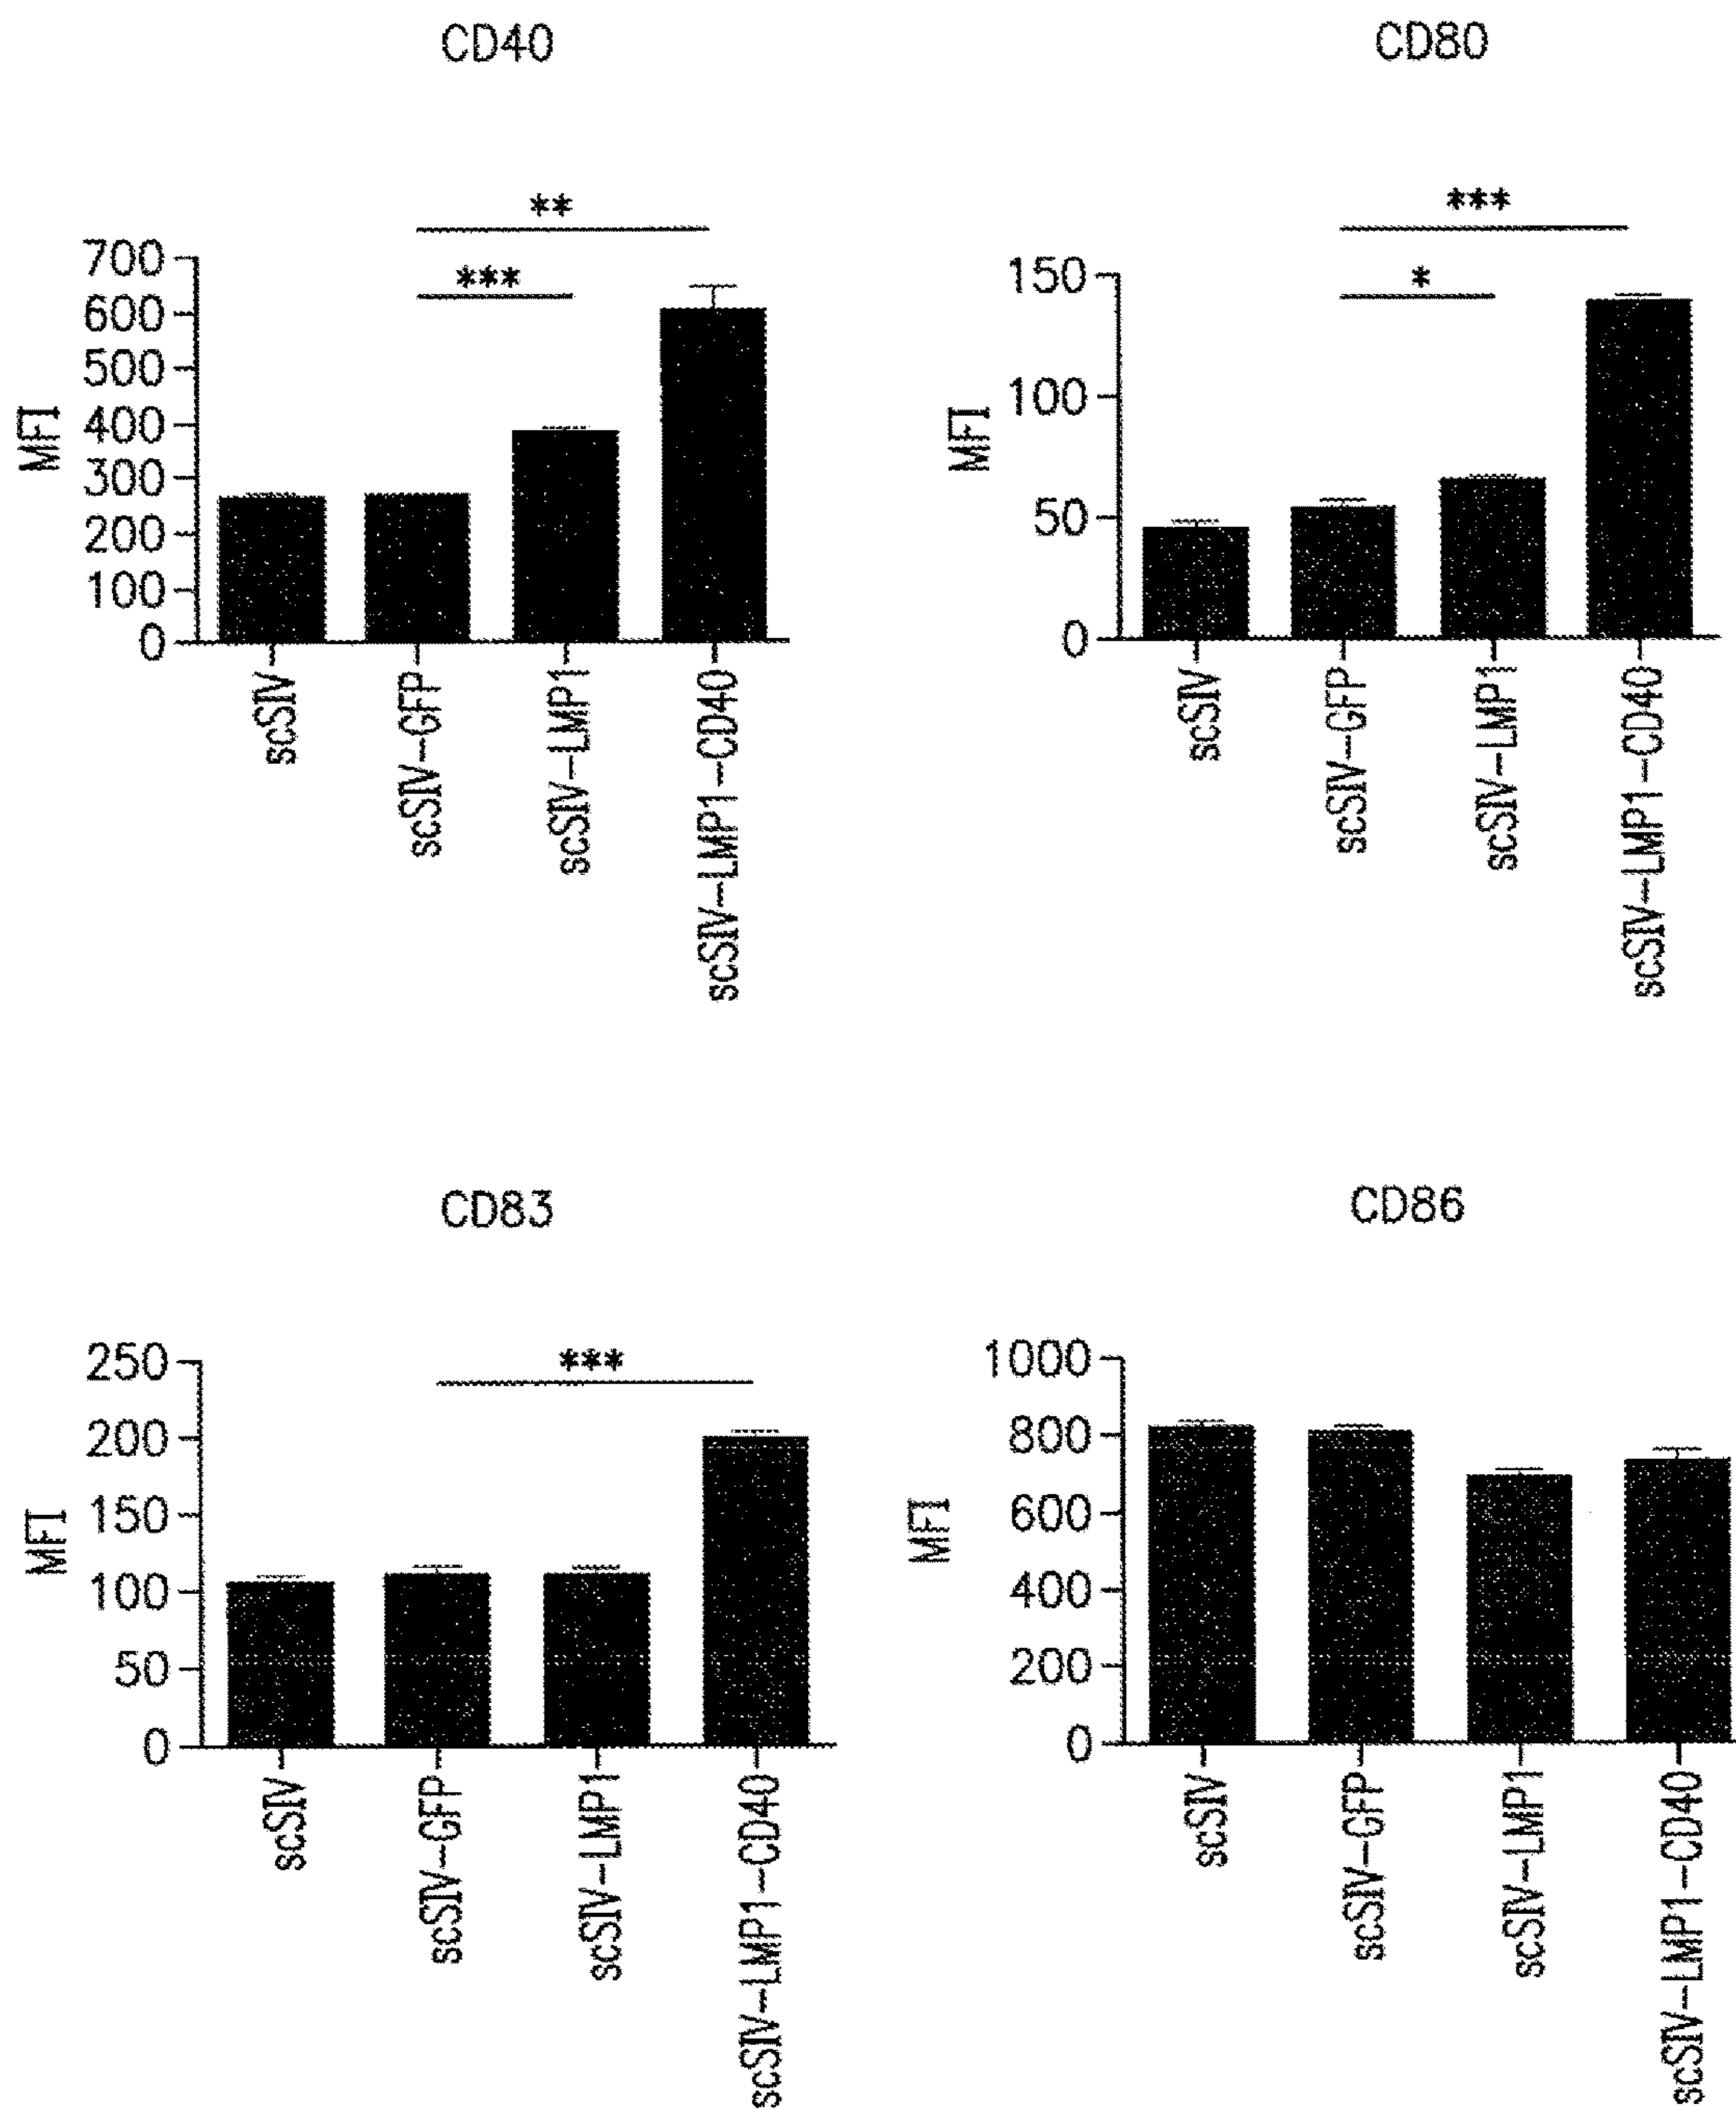 CD40
**
***
700
600
500
400
300
200
100
0
MFI
scSIV
scSIV-GFP
scSIV-LMP1
scSIV-LMP1-CD40
CD80
***
*
150
100
50
0
MFI
scSIV
scSIV-GFP
scSIV-LMP1
scSIV-LMP1-CD40
CD83
***
250
200
150
100
50
0
MFI
scSIV
scSIV-GFP
scSIV-LMP1
scSIV-LMP1-CD40
CD86
1000
800
600
400
200
0
MFI
scSIV
scSIV-GFP
scSIV-LMP1
scSIV-LMP1-CD40